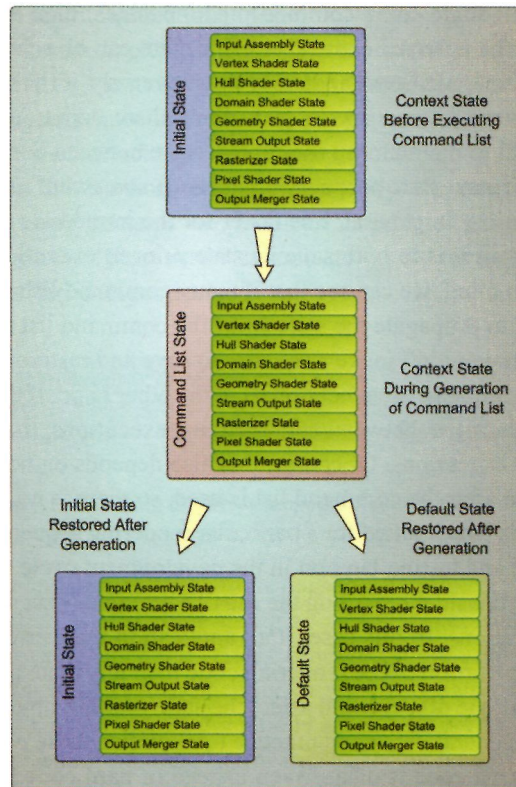 Initial State
Input Assembly State
Vertex Shader State
Hull Shader State
Domain Shader State
Geometry Shader State
Stream Output State
Rasterizer State
Pixel Shader State
Output Merger State
Context State
Before Executing
Command List
Command List State
Input Assembly State
Vertex Shader State
Hull Shader State
Domain Shader State
Geometry Shader State
Stream Output State
Rasterizer State
Pixel Shader State
Output Merger State
Context State
During Generation
of Command List
Initial State
Restored After
Generation
Default State
Restored After
Generation
Initial State
Input Assembly State
Vertex Shader State
Hull Shader State
Domain Shader State
Geometry Shader State
Stream Output State
Rasterizer State
Pixel Shader State
Output Merger State
Default State
Input Assembly State
Vertex Shader State
Hull Shader State
Domain Shader State
Geometry Shader State
Stream Output State
Rasterizer State
Pixel Shader State
Output Merger State